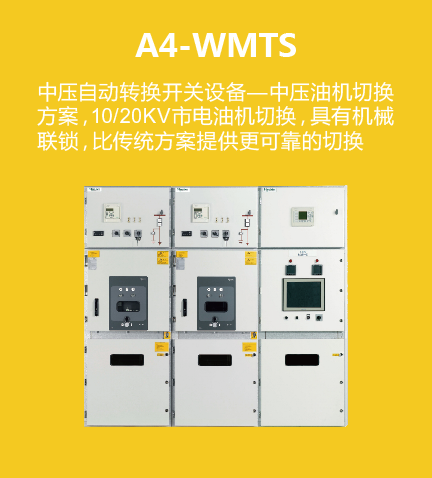 A4-WMTS
中压自动转换开关设备—中压油机切换
方案，10/20KV市电油机切换，具有机械
联锁，比传统方案提供更可靠的切换